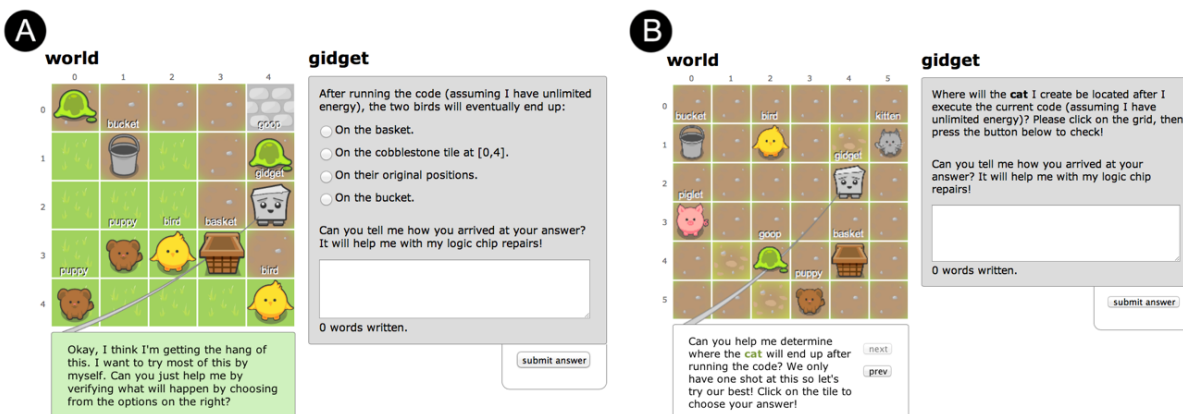 A
world
gidget
0 1 2 3 4
0
bucket
goop
1
gidget
2
puppy
bird
basket
3
puppy
bird
4
After running the code (assuming I have unlimited
energy), the two birds will eventually end up:
On the basket.
On the cobblestone tile at [0,4].
On their original positions.
On the bucket.
Can you tell me how you arrived at your answer?
It will help me with my logic chip repairs!
0 words written.
submit answer
Okay, I think I'm getting the hang of
this. I want to try most of this by
myself. Can you just help me by
verifying what will happen by choosing
from the options on the right?
B
world
gidget
0 1 2 3 4 5
0
bucket
bird
kitten
1
gidget
2
piglet
3
goop
basket
4
puppy
5
Where will the cat I create be located after I
execute the current code (assuming I have
unlimited energy)? Please click on the grid, then
press the button below to check!
Can you tell me how you arrived at your
answer? It will help me with my logic chip
repairs!
0 words written.
submit answer
Can you help me determine
where the cat will end up after
running the code? We only
have one shot at this so let's
try our best! Click on the tile to
choose your answer!
next
prev